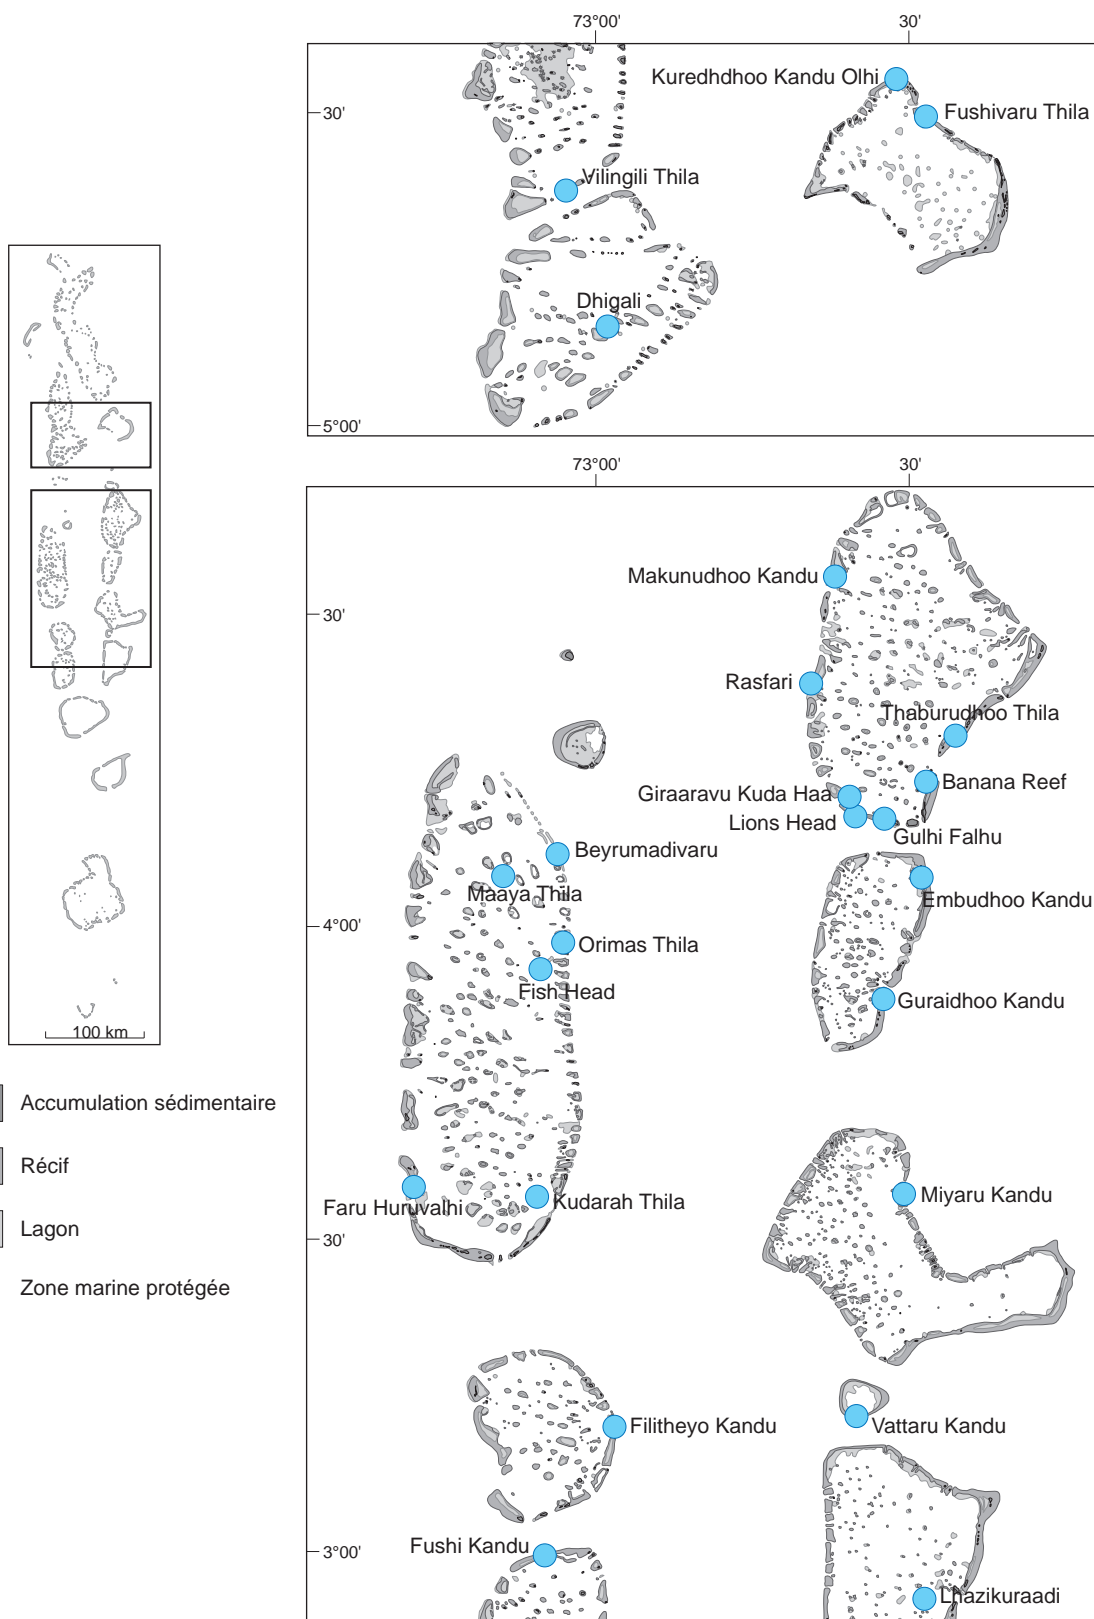 73°00'
30'
Kuredhdhoo Kandu Olhi
Fushivaru Thila
30'
Vilingili Thila
Dhigali
5°00'
73°00'
30'
Makunudhoo Kandu
30'
Rasfari
Thaburudhoo Thila
Banana Reef
Giraaravu Kuda Haa
Lions Head
Gulhi Falhu
Beyrumadivaru
Maaya Thila
Embudhoo Kandu
4°00'
Orimas Thila
Fish Head
Guraidhoo Kandu
100 km
Accumulation sédimentaire
Récif
Lagon
Zone marine protégée
Miyaru Kandu
Kudarah Thila
Faru Huruvalhi
30'
Filitheyo Kandu
Vattaru Kandu
Fushi Kandu
3°00'
Lhazikuraadi